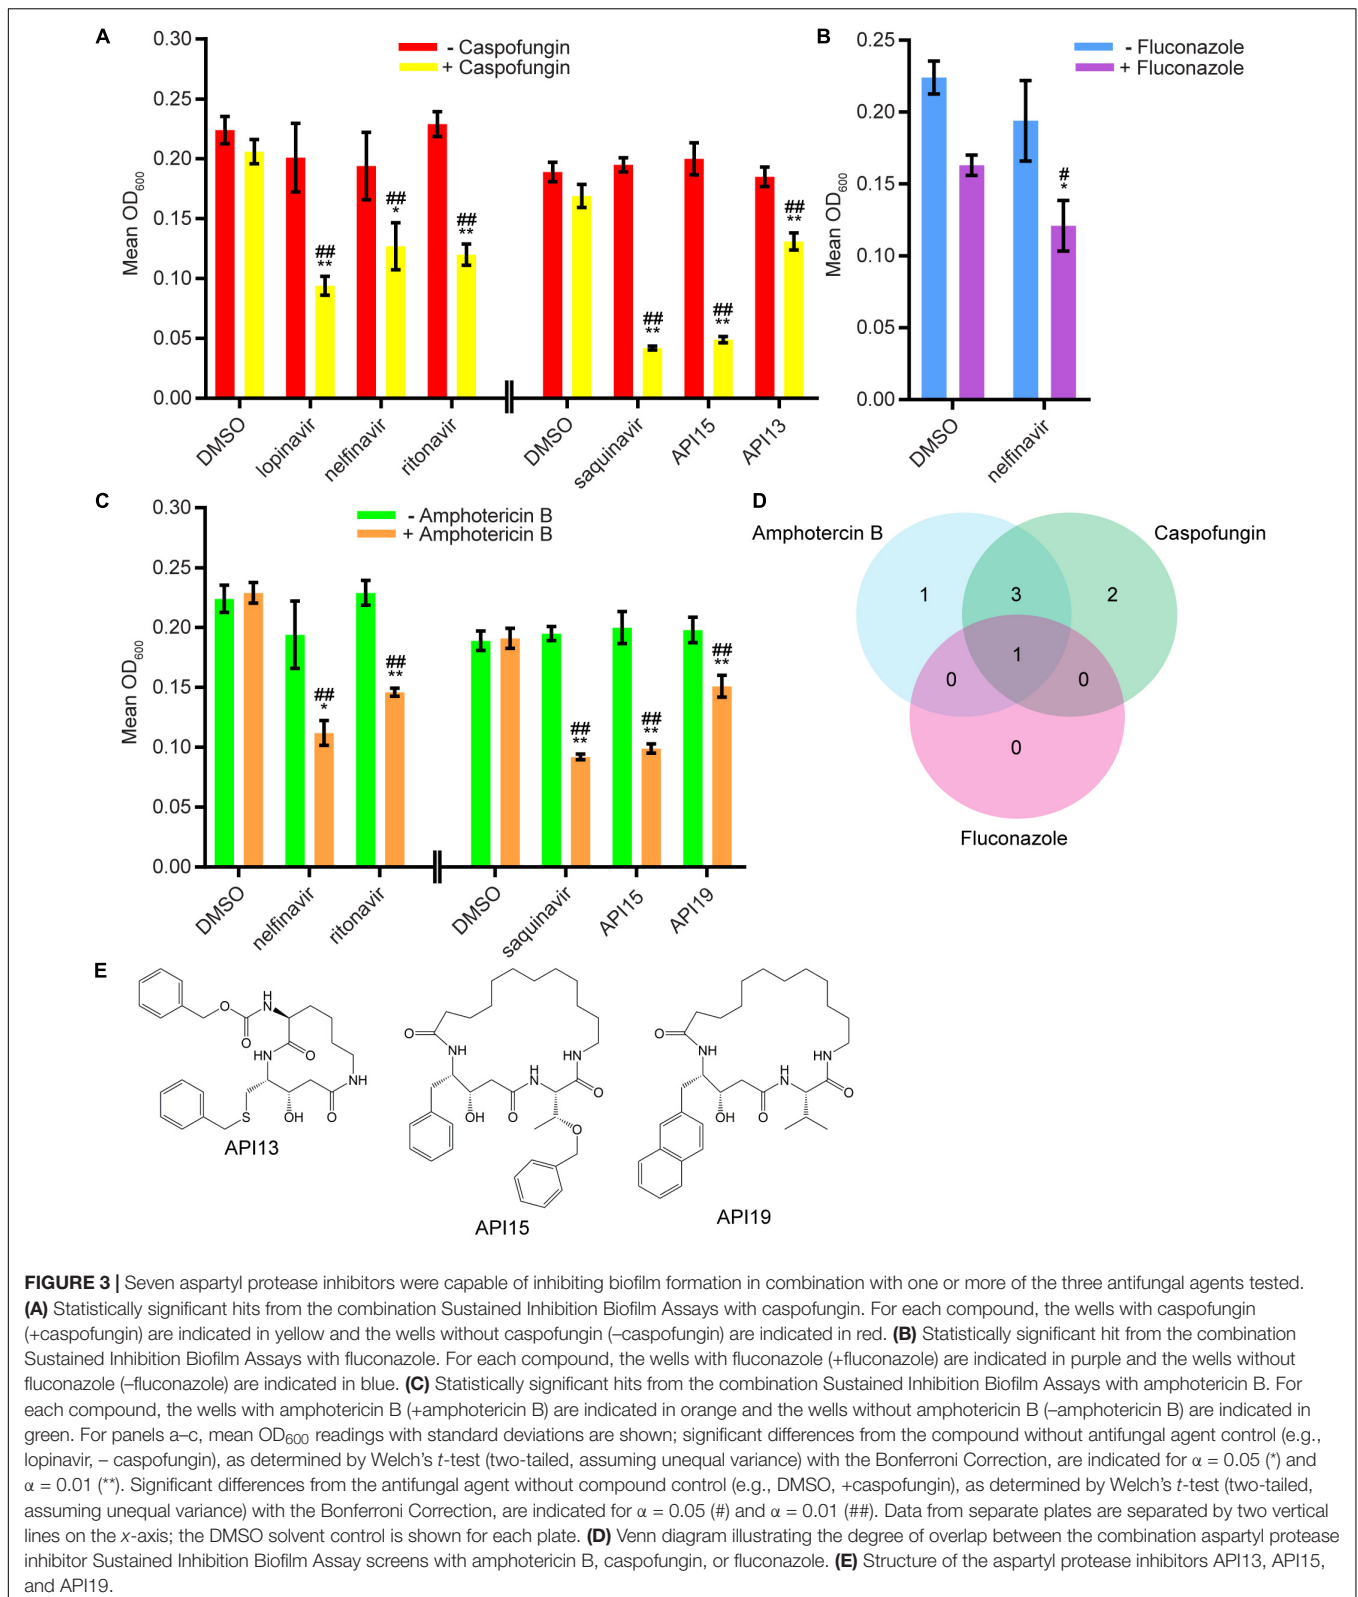 A
0.30
0.25
0.20
0.15
0.10
0.05
0.00
Mean OD600
- Caspofungin
+ Caspofungin
##
**
##
*
##
**
##
**
##
**
##
**
DMSO
lopinavir
nelfinavir
ritonavir
DMSO
saquinavir
API15
API13
B
0.25
0.20
0.15
0.10
0.05
0.00
Mean OD600
- Fluconazole
+ Fluconazole
#
*
DMSO
nelfinavir
C
0.30
0.25
0.20
0.15
0.10
0.05
0.00
Mean OD600
- Amphotericin B
+ Amphotericin B
##
*
##
**
##
**
##
**
##
**
DMSO
nelfinavir
ritonavir
DMSO
saquinavir
API15
API19
D
Amphotercin B
Caspofungin
1
3
2
1
0
0
0
Fluconazole
E
H
N
O
O
O
HN
O
NH
S
OH
O
API13
O
NH
HN
H
N
O
OH
O
O
API15
O
NH
HN
H
N
O
OH
O
API19
FIGURE 3 | Seven aspartyl protease inhibitors were capable of inhibiting biofilm formation in combination with one or more of the three antifungal agents tested.
(A) Statistically significant hits from the combination Sustained Inhibition Biofilm Assays with caspofungin. For each compound, the wells with caspofungin
(+caspofungin) are indicated in yellow and the wells without caspofungin (–caspofungin) are indicated in red. (B) Statistically significant hit from the combination
Sustained Inhibition Biofilm Assays with fluconazole. For each compound, the wells with fluconazole (+fluconazole) are indicated in purple and the wells without
fluconazole (–fluconazole) are indicated in blue. (C) Statistically significant hits from the combination Sustained Inhibition Biofilm Assays with amphotericin B. For
each compound, the wells with amphotericin B (+amphotericin B) are indicated in orange and the wells without amphotericin B (–amphotericin B) are indicated in
green. For panels a–c, mean OD600 readings with standard deviations are shown; significant differences from the compound without antifungal agent control (e.g.,
lopinavir, – caspofungin), as determined by Welch's t-test (two-tailed, assuming unequal variance) with the Bonferroni Correction, are indicated for α = 0.05 (*) and
α = 0.01 (**). Significant differences from the antifungal agent without compound control (e.g., DMSO, +caspofungin), as determined by Welch's t-test (two-tailed,
assuming unequal variance) with the Bonferroni Correction, are indicated for α = 0.05 (#) and α = 0.01 (##). Data from separate plates are separated by two vertical
lines on the x-axis; the DMSO solvent control is shown for each plate. (D) Venn diagram illustrating the degree of overlap between the combination aspartyl protease
inhibitor Sustained Inhibition Biofilm Assay screens with amphotericin B, caspofungin, or fluconazole. (E) Structure of the aspartyl protease inhibitors API13, API15,
and API19.